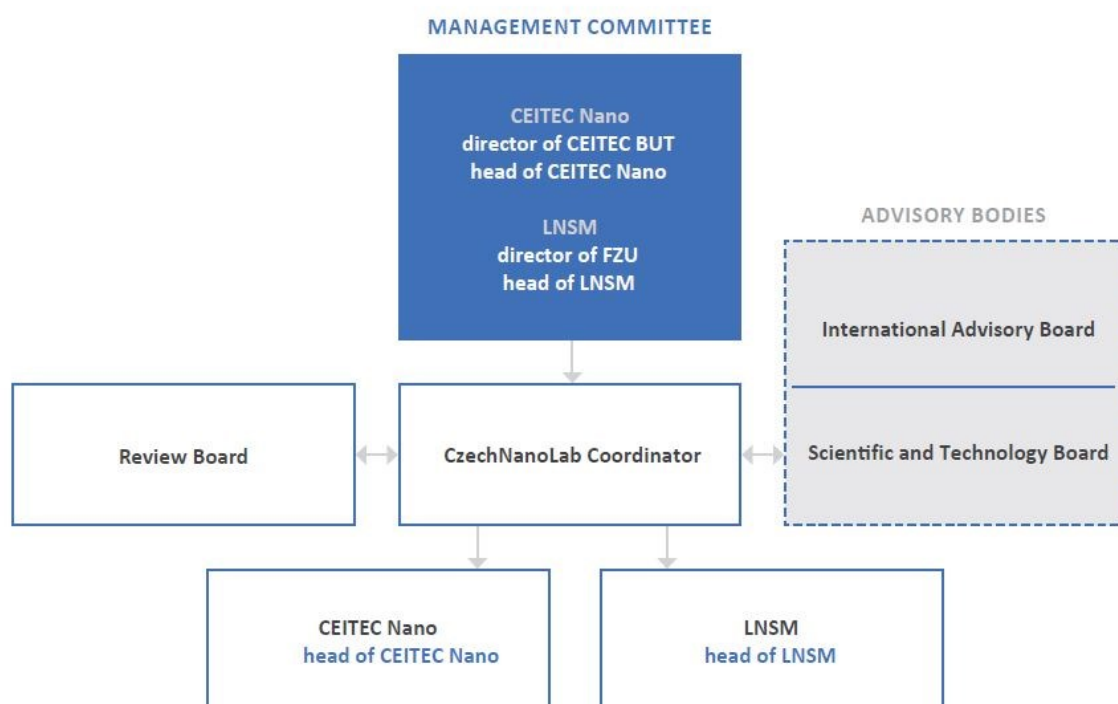 MANAGEMENT COMMITTEE
CEITEC Nano
director of CEITEC BUT
head of CEITEC Nano
LNSM
director of FZU
head of LNSM
ADVISORY BODIES
International Advisory Board
Scientific and Technology Board
Review Board
CzechNanoLab Coordinator
CEITEC Nano
head of CEITEC Nano
LNSM
head of LNSM